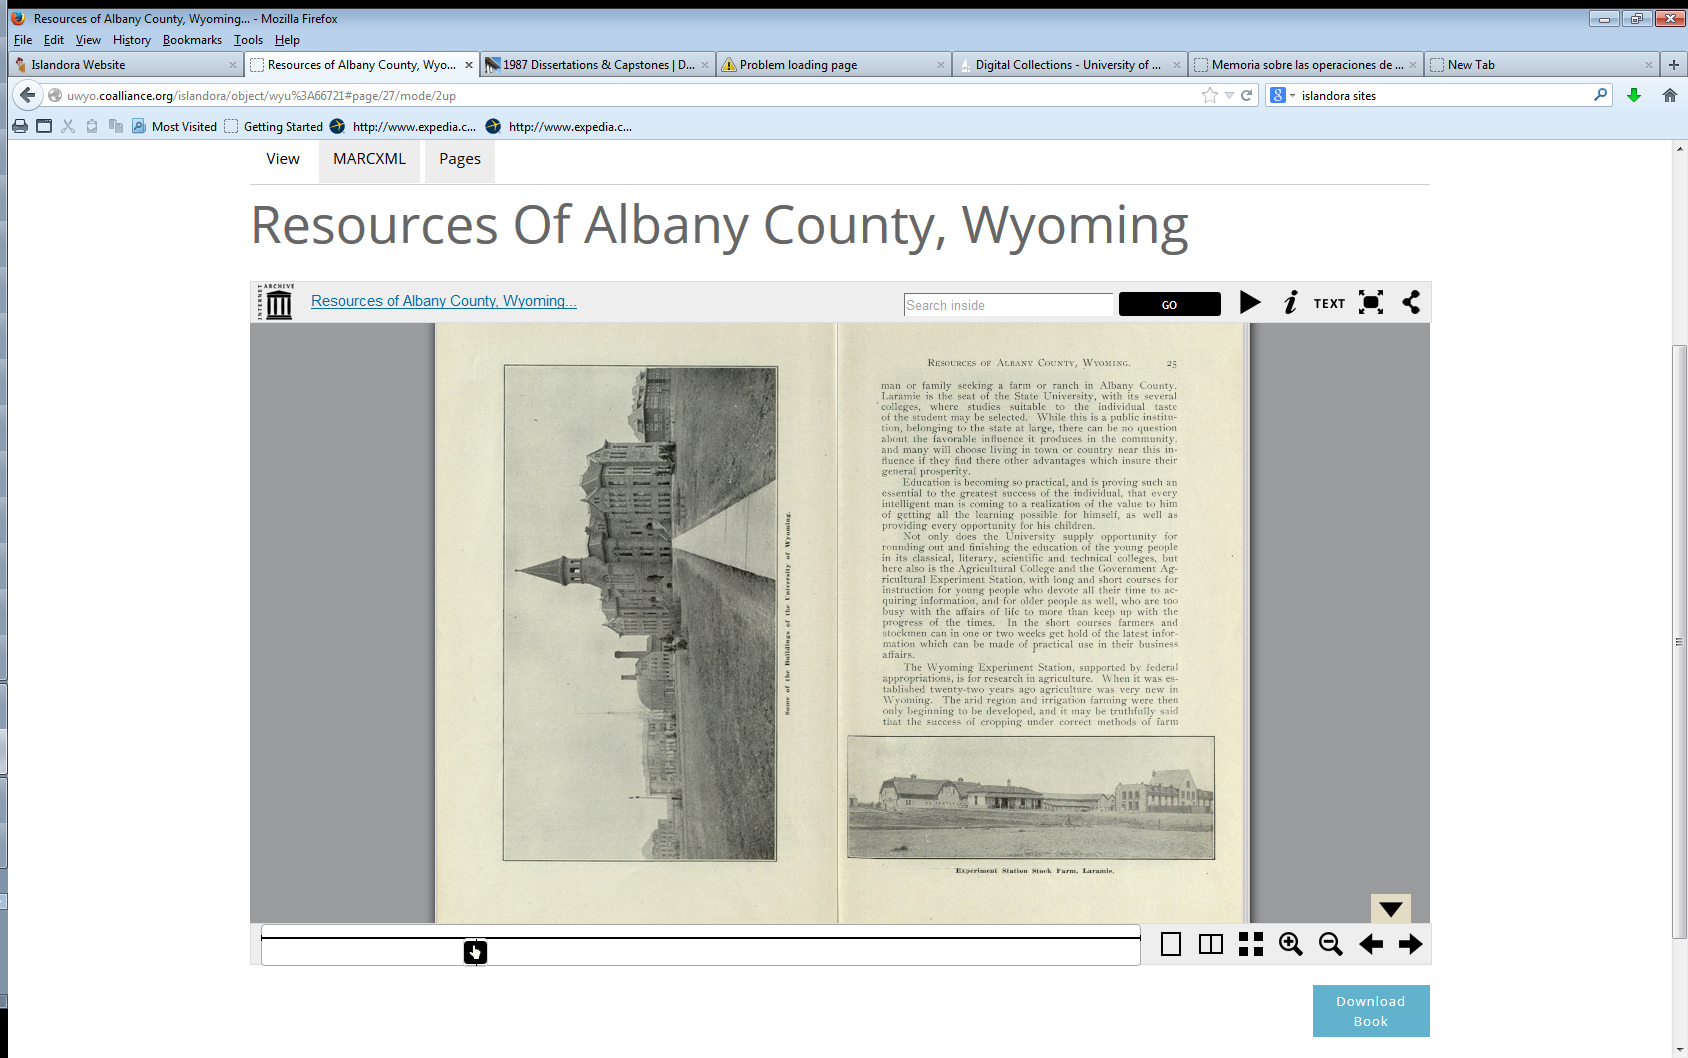 Resources of Albany County, Wyoming... - Mozilla Firefox
File Edit View History Bookmarks Tools Help
Islandora Website
Resources of Albany County, Wyo...
1987 Dissertations & Capstones | D...
Problem loading page
Digital Collections - University of ...
Memoria sobre las operaciones de ...
New Tab
uwyo.coalliance.org/islandora/object/wyu%3A66721#page/27/mode/2up
islandora sites
Most Visited Getting Started http://www.expedia.c... http://www.expedia.c...
View MARCXML Pages
Resources Of Albany County, Wyoming
INTERNET ARCHIVE
Resources of Albany County, Wyoming...
Search inside
GO
TEXT
Some of the Buildings of the University of Wyoming.
Resources of Albany County, Wyoming. 25
man or family seeking a farm or ranch in Albany County.
Laramie is the seat of the State University, with its several
colleges, where studies suitable to the individual taste
of the student may be selected. While this is a public institu-
tion, belonging to the state at large, there can be no question
about the favorable influence it produces in the community,
and many will choose living in town or country near this in-
fluence if they find there other advantages which insure their
general prosperity.
Education is becoming so practical, and is proving such an
essential to the greatest success of the individual, that every
intelligent man is coming to a realization of the value to him
of getting all the learning possible for himself, as well as
providing every opportunity for his children.
Not only does the University supply opportunity for
rounding out and finishing the education of the young people
in its classical, literary, scientific and technical colleges, but
here also is the Agricultural College and the Government Ag-
ricultural Experiment Station, with long and short courses for
instruction for young people who devote all their time to ac-
quiring information, and for older people as well, who are too
busy with the affairs of life to more than keep up with the
progress of the times. In the short courses farmers and
stockmen can in one or two weeks get hold of the latest infor-
mation which can be made of practical use in their business
affairs.
The Wyoming Experiment Station, supported by federal
appropriations, is for research in agriculture. When it was es-
tablished twenty-two years ago agriculture was very new in
Wyoming. The arid region and irrigation farming were then
only beginning to be developed, and it may be truthfully said
that the success of cropping under correct methods of farm
Experiment Station Stock Farm, Laramie.
Download
Book